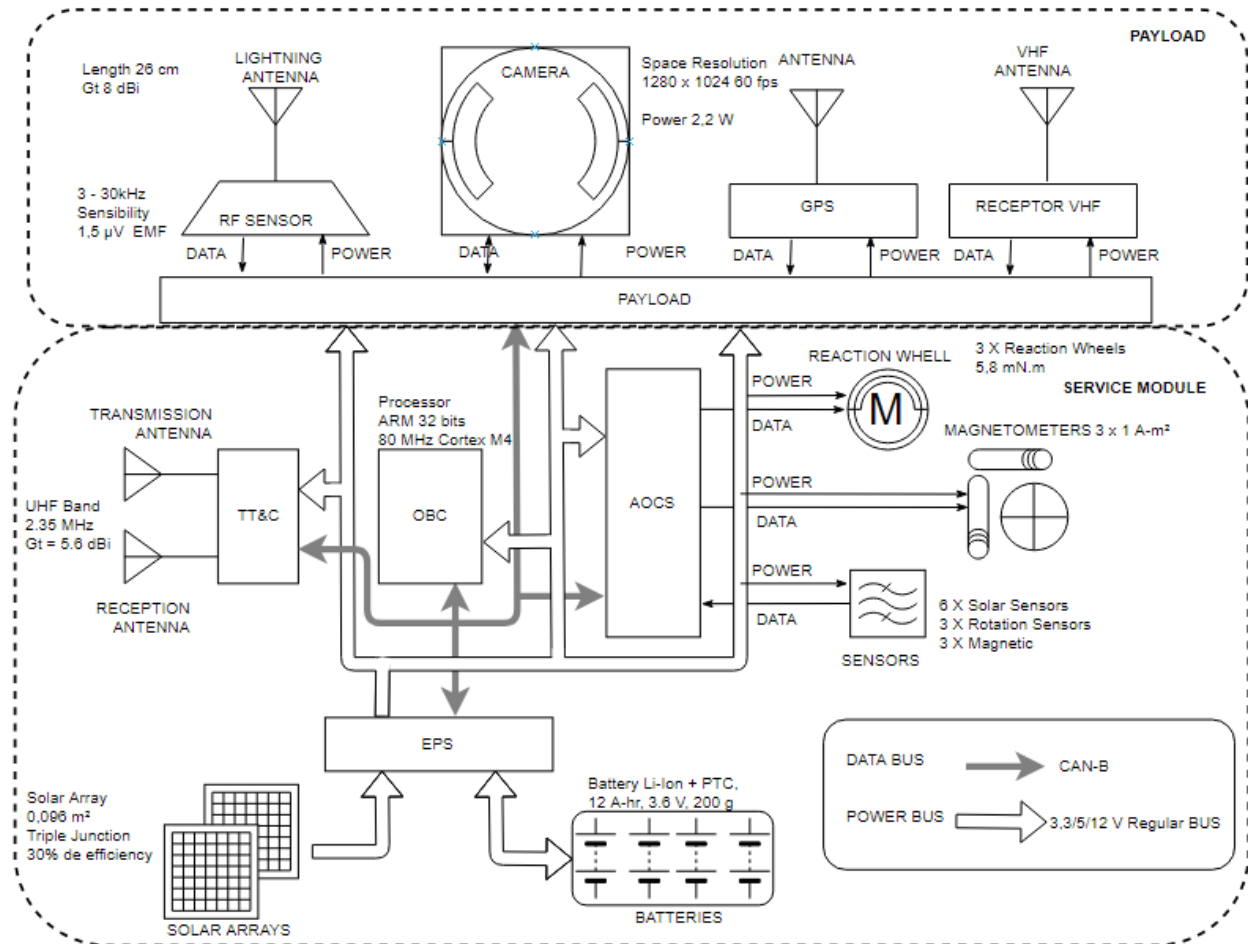 PAYLOAD
Length 26 cm
Gt 8 dBi
LIGHTNING
ANTENNA
CAMERA
Space Resolution
1280 x 1024 60 fps
Power 2,2 W
ANTENNA
VHF
ANTENNA
3 - 30kHz
Sensibility
1,5 µV EMF
RF SENSOR
GPS
RECEPTOR VHF
DATA
POWER
DATA
POWER
DATA
POWER
DATA
POWER
PAYLOAD
SERVICE MODULE
REACTION WHELL
3 X Reaction Wheels
5,8 mN.m
POWER
DATA
M
TRANSMISSION
ANTENNA
Processor
ARM 32 bits
80 MHz Cortex M4
MAGNETOMETERS 3 x 1 A-m²
UHF Band
2.35 MHz
Gt = 5.6 dBi
TT&C
OBC
AOCS
POWER
DATA
RECEPTION
ANTENNA
POWER
DATA
6 X Solar Sensors
3 X Rotation Sensors
3 X Magnetic
SENSORS
EPS
Solar Array
0,096 m²
Triple Junction
30% de efficiency
SOLAR ARRAYS
Battery Li-Ion + PTC,
12 A-hr, 3.6 V, 200 g
BATTERIES
DATA BUS
CAN-B
POWER BUS
3,3/5/12 V Regular BUS